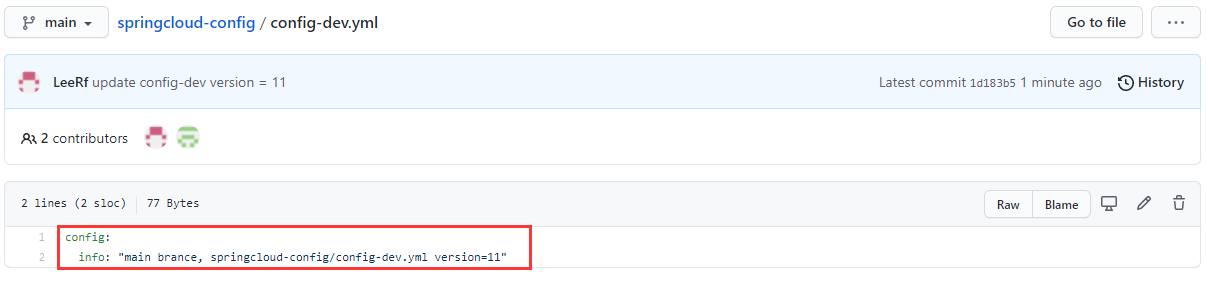 main springcloud-config / config-dev.yml Go to file ...
LeeRf update config-dev version = 11 Latest commit 1d183b5 1 minute ago History
2 contributors
2 lines (2 sloc) 77 Bytes Raw Blame
1 config:
2 info: "main brance, springcloud-config/config-dev.yml version=11"